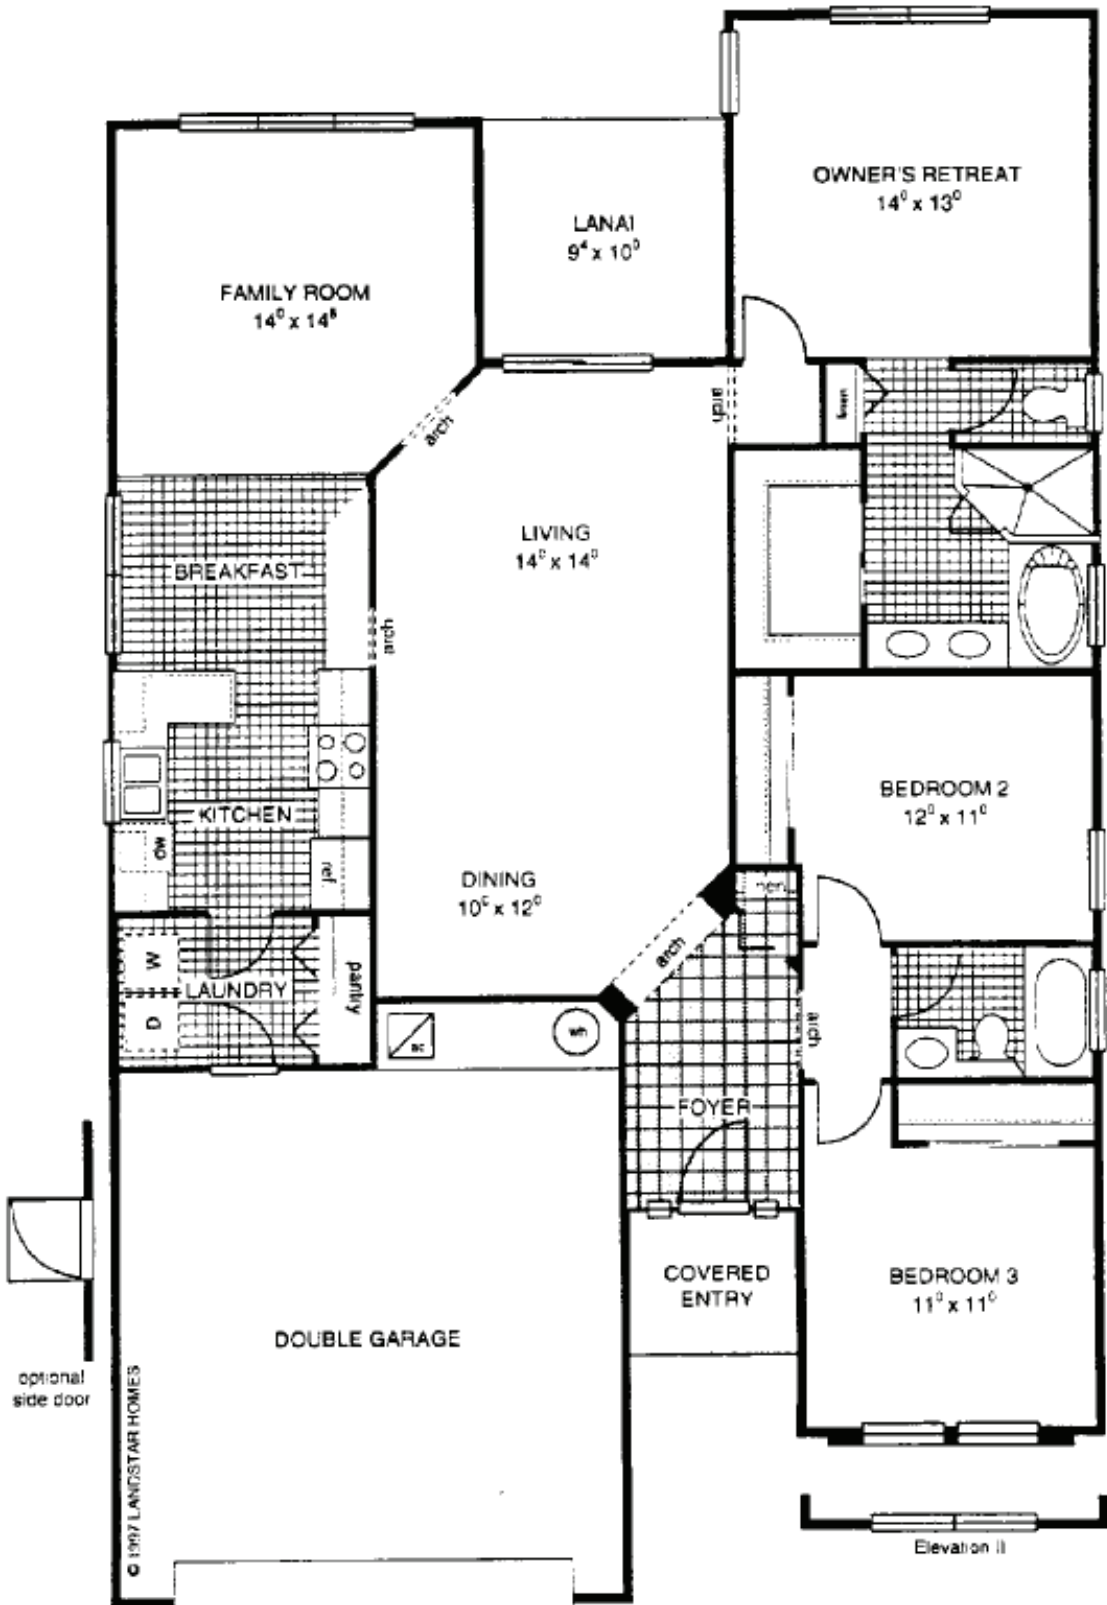 OWNER'S RETREAT
14⁰ x 13⁰
LANAI
9⁴ x 10⁰
FAMILY ROOM
14⁰ x 14⁸
arch
arch
linen
LIVING
14⁰ x 14⁰
BREAKFAST
arch
BEDROOM 2
12⁰ x 11⁰
KITCHEN
dw
ref
DINING
10⁰ x 12⁰
arch
W
D
LAUNDRY
pantry
ac
wh
arch
FOYER
COVERED
ENTRY
BEDROOM 3
11⁰ x 11⁰
DOUBLE GARAGE
optional
side door
© 1997 LANDSTAR HOMES
Elevation II